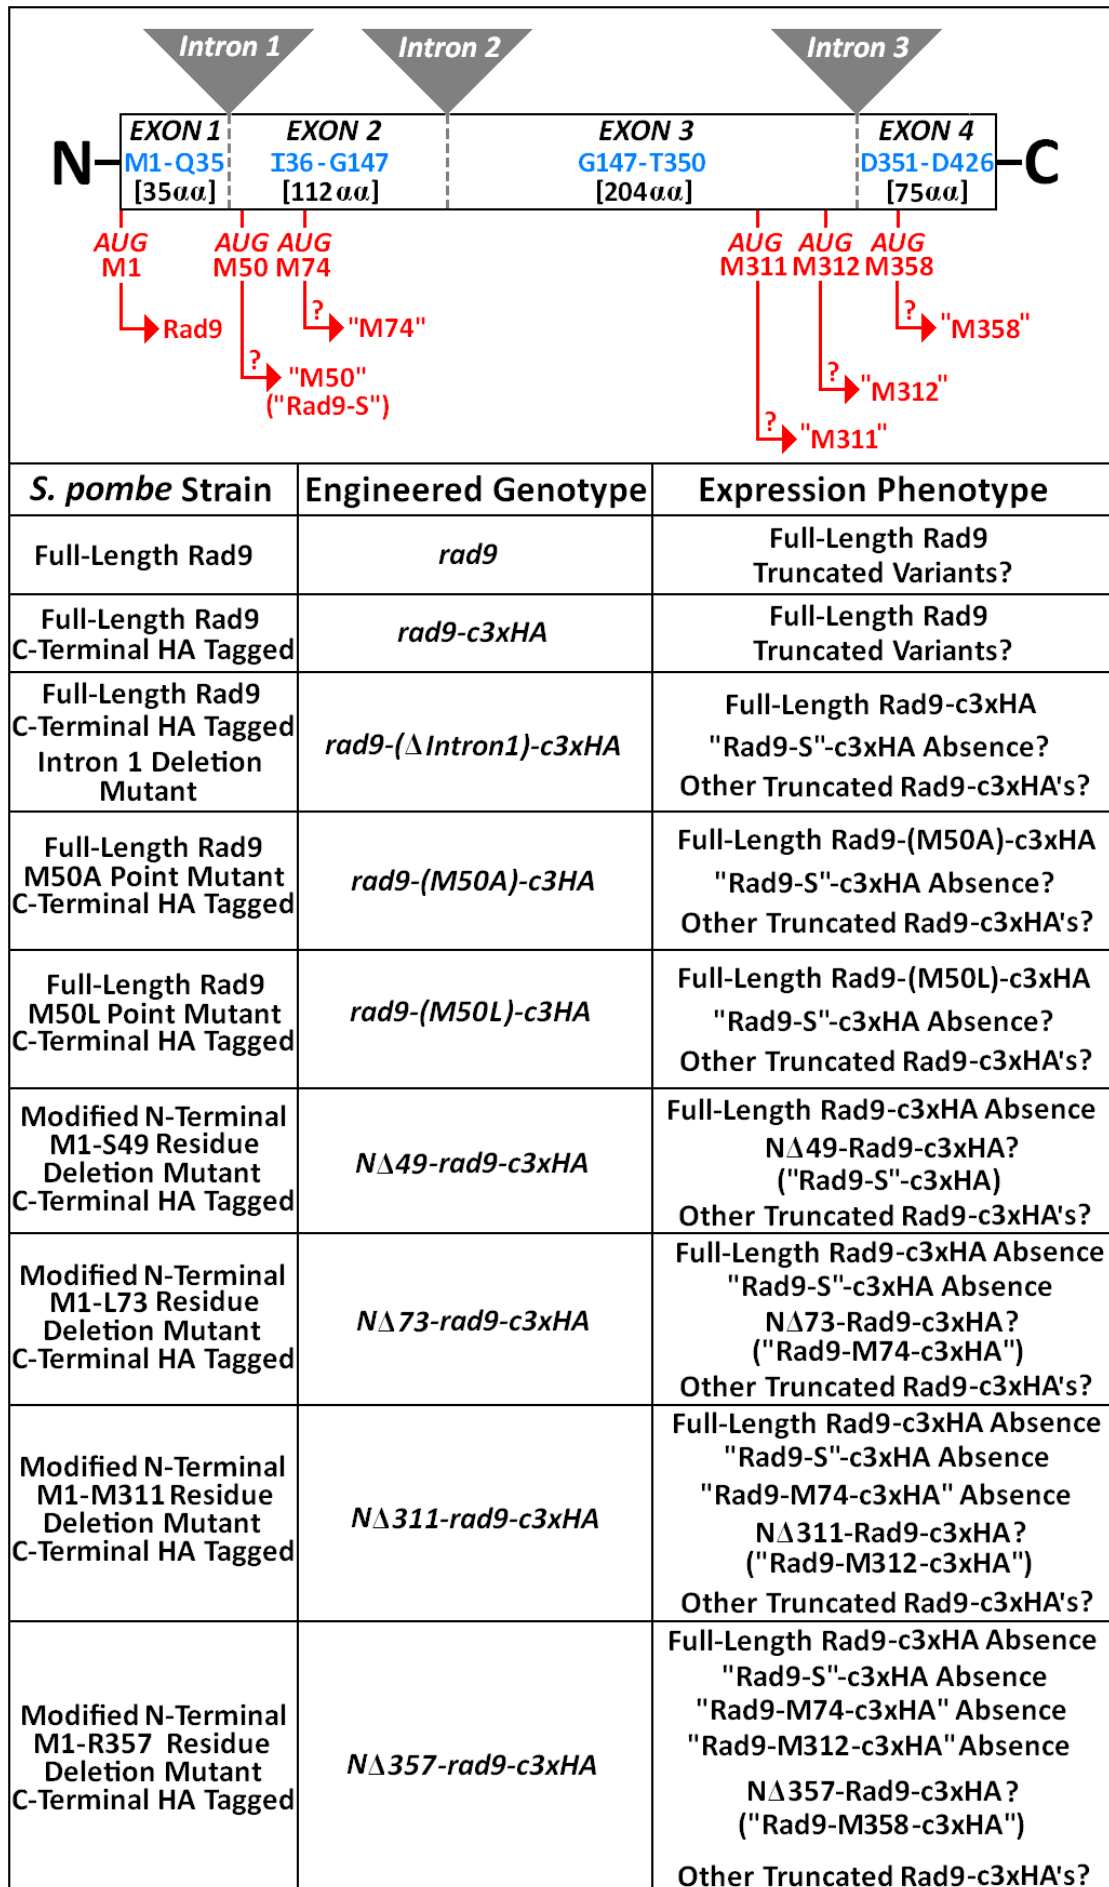 Intron 1 Intron 2 Intron 3
EXON 1 EXON 2 EXON 3 EXON 4
N M1-Q35 I36-G147 G147-T350 D351-D426 C
[35αα] [112αα] [204αα] [75αα]
AUG AUG AUG AUG AUG AUG
M1 M50 M74 M311 M312 M358
Rad9 ? "M74" ? "M358"
? "M50" ? "M312"
("Rad9-S") ? "M311"
S. pombe Strain Engineered Genotype Expression Phenotype
Full-Length Rad9
rad9
Full-Length Rad9
Truncated Variants?
Full-Length Rad9
C-Terminal HA Tagged
rad9-c3xHA
Full-Length Rad9
Truncated Variants?
Full-Length Rad9
C-Terminal HA Tagged
Intron 1 Deletion
Mutant
rad9-(Δ Intron1)-c3xHA
Full-Length Rad9-c3xHA
"Rad9-S"-c3xHA Absence?
Other Truncated Rad9-c3xHA's?
Full-Length Rad9
M50A Point Mutant
C-Terminal HA Tagged
rad9-(M50A)-c3HA
Full-Length Rad9-(M50A)-c3xHA
"Rad9-S"-c3xHA Absence?
Other Truncated Rad9-c3xHA's?
Full-Length Rad9
M50L Point Mutant
C-Terminal HA Tagged
rad9-(M50L)-c3HA
Full-Length Rad9-(M50L)-c3xHA
"Rad9-S"-c3xHA Absence?
Other Truncated Rad9-c3xHA's?
Modified N-Terminal
M1-S49 Residue
Deletion Mutant
C-Terminal HA Tagged
NΔ49-rad9-c3xHA
Full-Length Rad9-c3xHA Absence
NΔ49-Rad9-c3xHA?
("Rad9-S"-c3xHA)
Other Truncated Rad9-c3xHA's?
Modified N-Terminal
M1-L73 Residue
Deletion Mutant
C-Terminal HA Tagged
NΔ73-rad9-c3xHA
Full-Length Rad9-c3xHA Absence
"Rad9-S"-c3xHA Absence
NΔ73-Rad9-c3xHA?
("Rad9-M74-c3xHA")
Other Truncated Rad9-c3xHA's?
Modified N-Terminal
M1-M311 Residue
Deletion Mutant
C-Terminal HA Tagged
NΔ311-rad9-c3xHA
Full-Length Rad9-c3xHA Absence
"Rad9-S"-c3xHA Absence
"Rad9-M74-c3xHA" Absence
NΔ311-Rad9-c3xHA?
("Rad9-M312-c3xHA")
Other Truncated Rad9-c3xHA's?
Modified N-Terminal
M1-R357 Residue
Deletion Mutant
C-Terminal HA Tagged
NΔ357-rad9-c3xHA
Full-Length Rad9-c3xHA Absence
"Rad9-S"-c3xHA Absence
"Rad9-M74-c3xHA" Absence
"Rad9-M312-c3xHA"Absence
NΔ357-Rad9-c3xHA?
("Rad9-M358-c3xHA")
Other Truncated Rad9-c3xHA's?